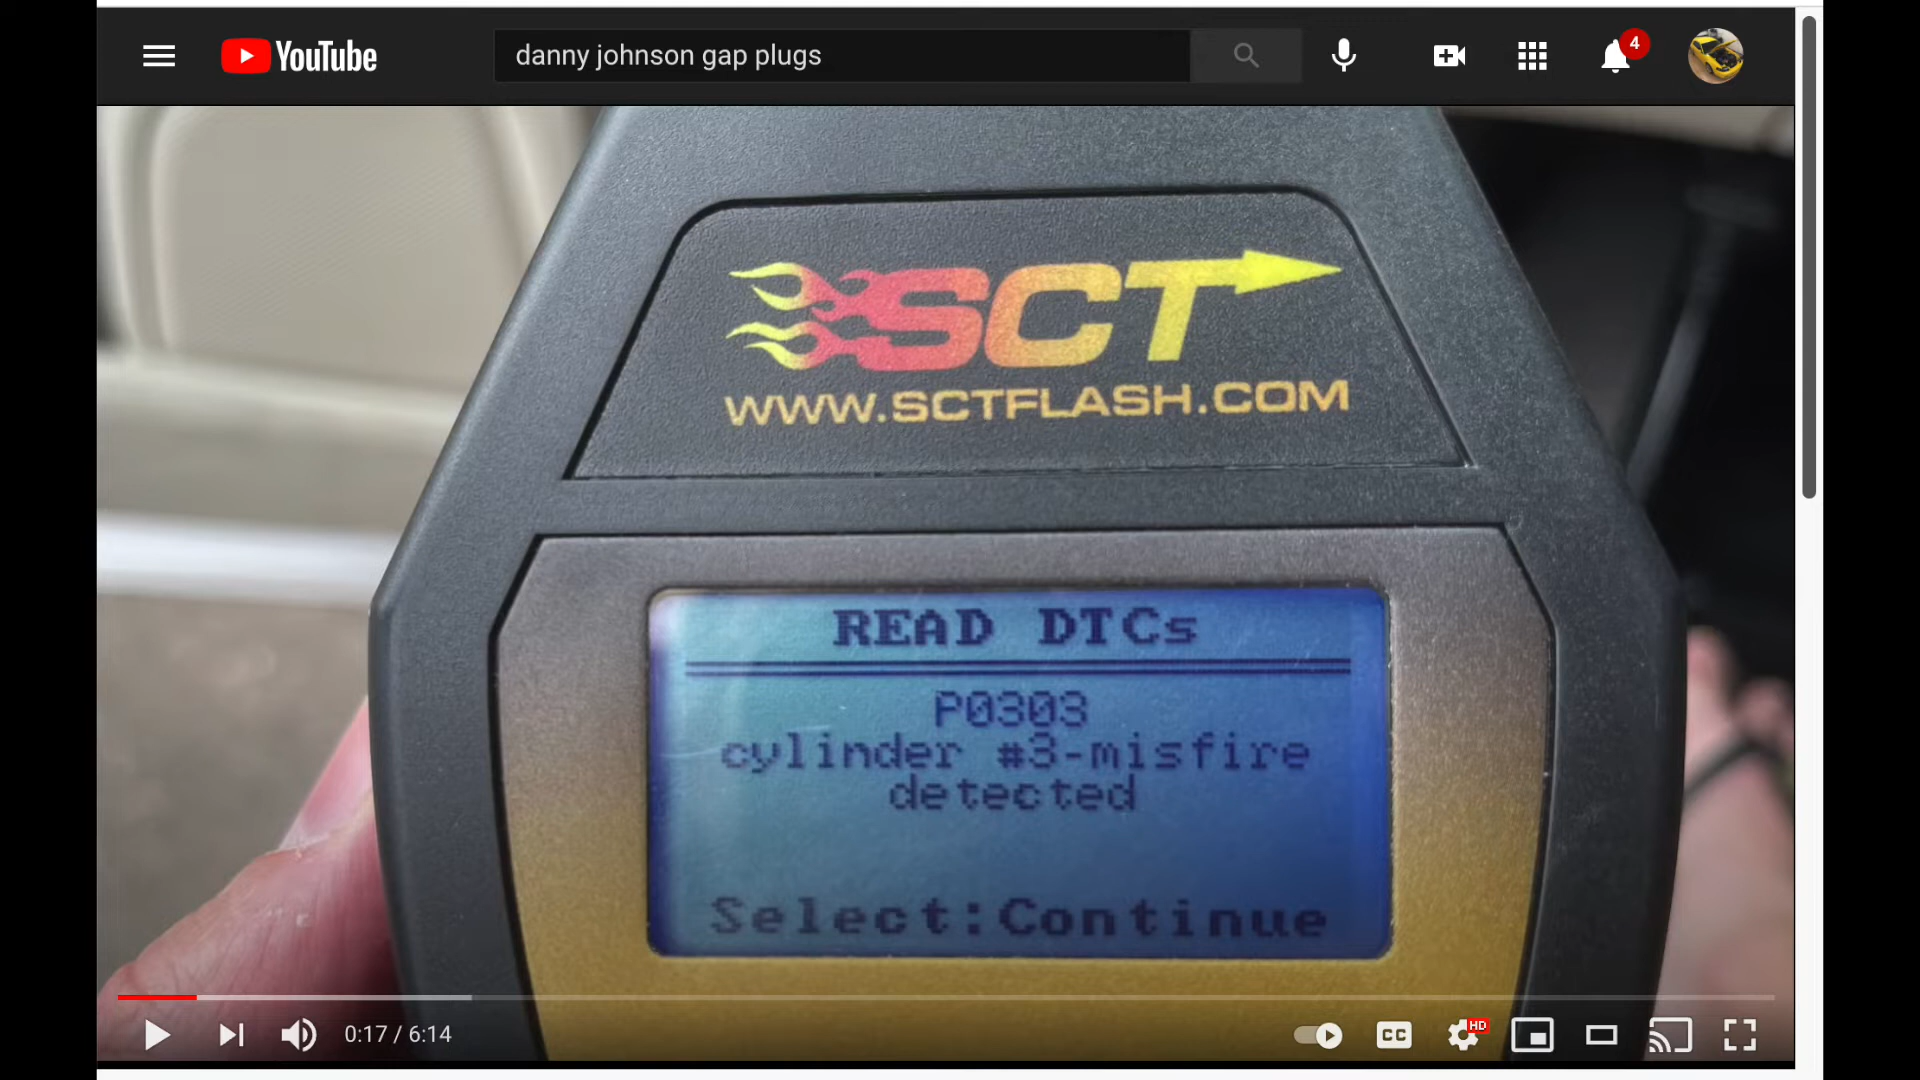 YouTube
danny johnson gap plugs
4
SCT
WWW.SCTFLASH.COM
READ DTCs
P0303
cylinder #3-misfire
detected
Select:Continue
0:17 / 6:14
CC
HD